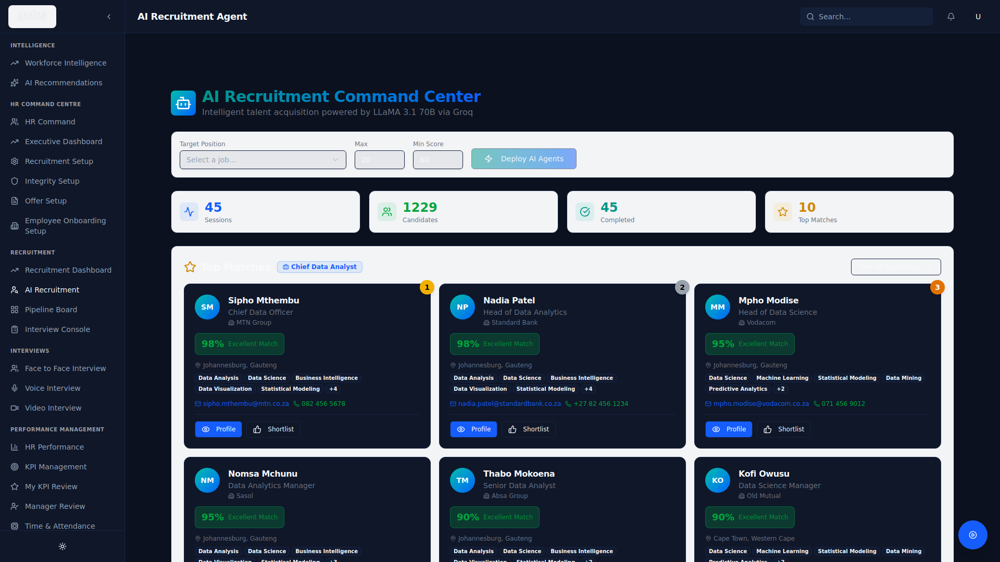 AVATAR
AI Recruitment Agent
Search...
U
INTELLIGENCE
Workforce Intelligence
AI Recommendations
HR COMMAND CENTRE
HR Command
Executive Dashboard
Recruitment Setup
Integrity Setup
Offer Setup
Employee Onboarding
Setup
RECRUITMENT
Recruitment Dashboard
AI Recruitment
Pipeline Board
Interview Console
INTERVIEWS
Face to Face Interview
Voice Interview
Video Interview
PERFORMANCE MANAGEMENT
HR Performance
KPI Management
My KPI Review
Manager Review
Time & Attendance
AI Recruitment Command Center
Intelligent talent acquisition powered by LLaMA 3.1 70B via Groq
Target Position
Max
Min Score
Select a job...
20
60
Deploy AI Agents
45
Sessions
1229
Candidates
45
Completed
10
Top Matches
Top Matches
Chief Data Analyst
1
SM
Sipho Mthembu
Chief Data Officer
MTN Group
98% Excellent Match
Johannesburg, Gauteng
Data Analysis Data Science Business Intelligence
Data Visualization Statistical Modeling +4
sipho.mthembu@mtn.co.za 082 456 5678
Profile Shortlist
2
NP
Nadia Patel
Head of Data Analytics
Standard Bank
98% Excellent Match
Johannesburg, Gauteng
Data Analysis Data Science Business Intelligence
Data Visualization Statistical Modeling +4
nadia.patel@standardbank.co.za +27 82 456 1234
Profile Shortlist
3
MM
Mpho Modise
Head of Data Science
Vodacom
95% Excellent Match
Johannesburg, Gauteng
Data Science Machine Learning Statistical Modeling Data Mining
Predictive Analytics +2
mpho.modise@vodacom.co.za 071 456 9012
Profile Shortlist
NM
Nomsa Mchunu
Data Analytics Manager
Sasol
95% Excellent Match
Johannesburg, Gauteng
Data Analysis Data Science Business Intelligence
Data Visualization Statistical Modeling +3
TM
Thabo Mokoena
Senior Data Analyst
Absa Group
90% Excellent Match
Johannesburg, Gauteng
Data Analysis Data Science Business Intelligence
Data Visualization Statistical Modeling +2
KO
Kofi Owusu
Data Science Manager
Old Mutual
90% Excellent Match
Cape Town, Western Cape
Data Science Machine Learning Statistical Modeling Data Mining
Predictive Analytics +2